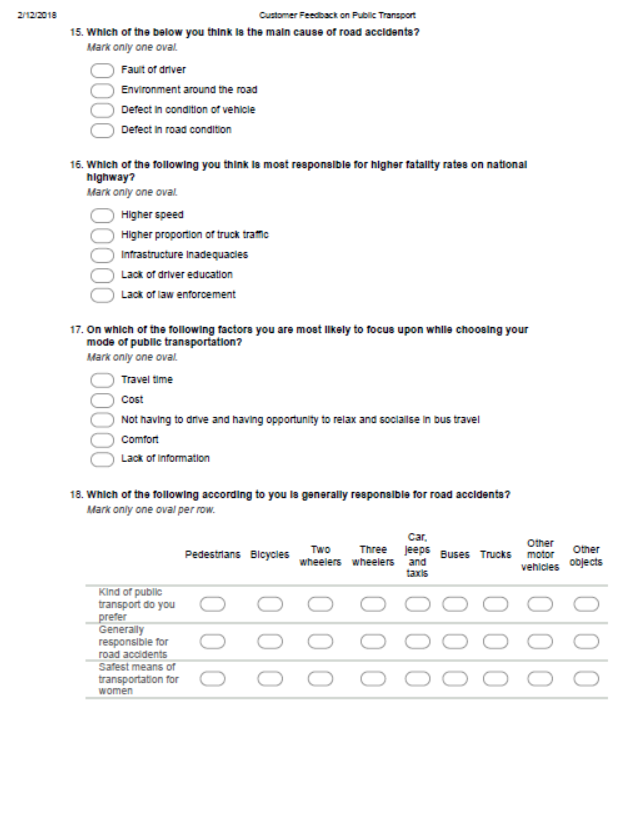 2/12/2018 Customer Feedback on Public Transport
15. Which of the below you think is the main cause of road accidents?
Mark only one oval.
Fault of driver
Environment around the road
Defect in condition of vehicle
Defect in road condition
16. Which of the following you think is most responsible for higher fatality rates on national
highway?
Mark only one oval.
Higher speed
Higher proportion of truck traffic
Infrastructure Inadequacies
Lack of driver education
Lack of law enforcement
17. On which of the following factors you are most likely to focus upon while choosing your
mode of public transportation?
Mark only one oval.
Travel time
Cost
Not having to drive and having opportunity to relax and socialise in bus travel
Comfort
Lack of information
18. Which of the following according to you is generally responsible for road accidents?
Mark only one oval per row.
Pedestrians Bicycles Two
wheelers Three
wheelers Car,
jeeps
and
taxis Buses Trucks Other
motor
vehicles Other
objects
Kind of public
transport do you
prefer
Generally
responsible for
road accidents
Safest means of
transportation for
women